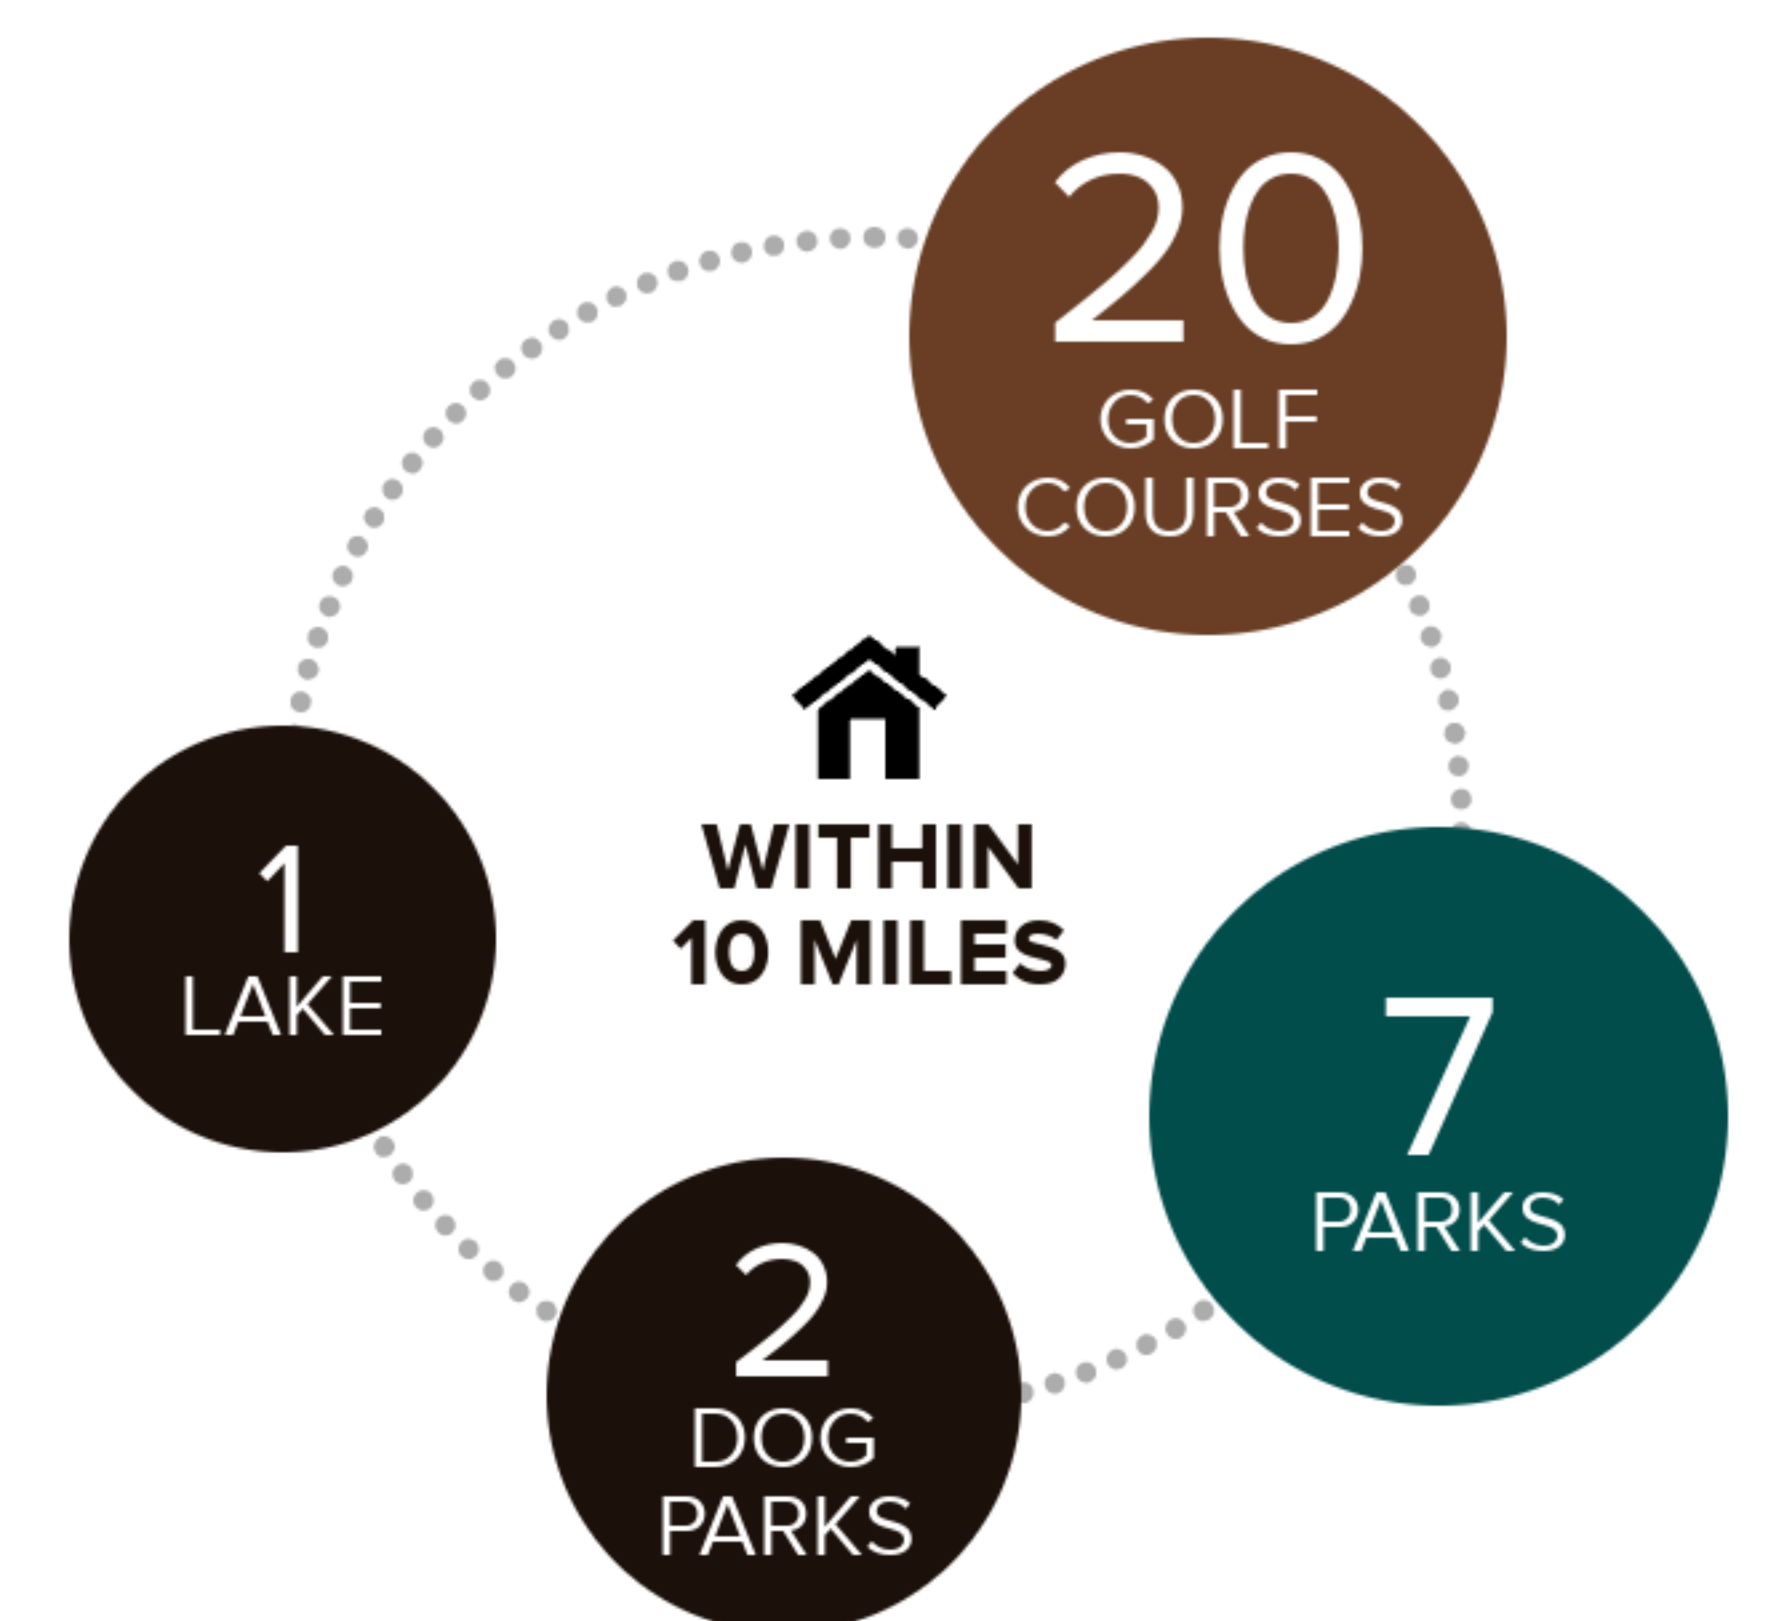 20
GOLF
COURSES
WITHIN
10 MILES
1
LAKE
7
PARKS
2
DOG
PARKS